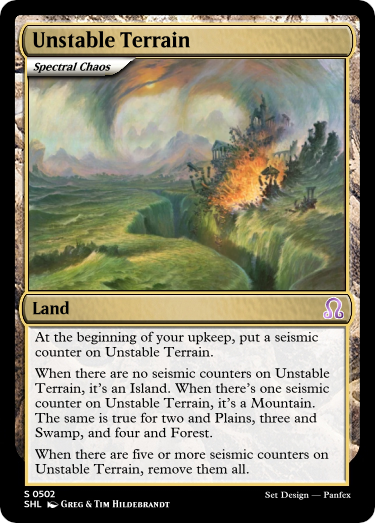 Unstable Terrain
Spectral Chaos
Land
At the beginning of your upkeep, put a seismic
counter on Unstable Terrain.
When there are no seismic counters on Unstable
Terrain, it's an Island. When there's one seismic
counter on Unstable Terrain, it's a Mountain.
The same is true for two and Plains, three and
Swamp, and four and Forest.
When there are five or more seismic counters on
Unstable Terrain, remove them all.
S 0502
SHL Greg & Tim Hildebrandt
Set Design — Panfex